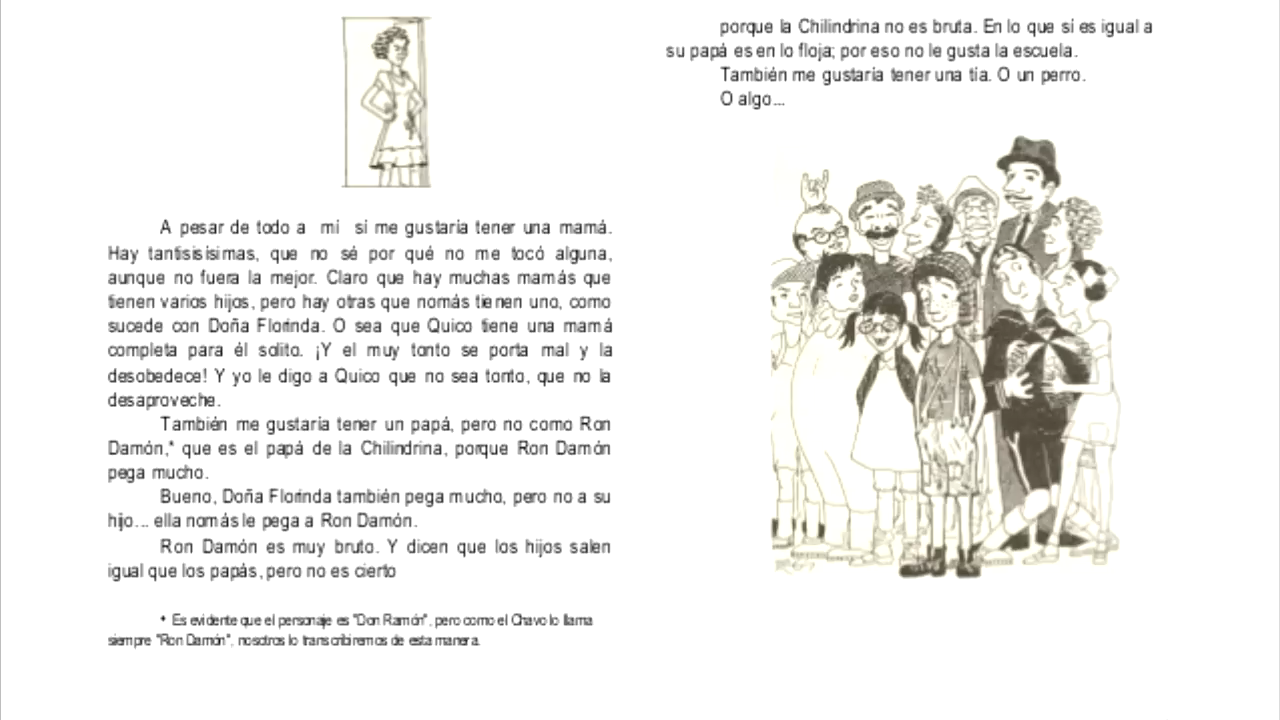 A pesar de todo a mi si me gustaria tener una mamá.
Hay tantisisisimas, que no sé por qué no me tocó alguna,
aunque no fuera la mejor. Claro que hay muchas mamás que
tienen varios hijos, pero hay otras que nomás tienen uno, como
sucede con Doña Florinda. O sea que Quico tiene una mamá
completa para él solito. ¡Y el muy tonto se porta mal y la
desobedece! Y yo le digo a Quico que no sea tonto, que no la
desaproveche.
También me gustaria tener un papá, pero no como Ron
Damón,* que es el papá de la Chilindrina, porque Ron Damón
pega mucho.
Bueno, Doña Florinda también pega mucho, pero no a su
hijo... ella nomás le pega a Ron Damón.
Ron Damón es muy bruto. Y dicen que los hijos salen
igual que los papás, pero no es cierto
* Es evidente que el personaje es "Don Ramón", pero como el Chavo lo llama
siempre "Ron Damón", nosotros lo transcribiremos de esta manera.
porque la Chilindrina no es bruta. En lo que si es igual a
su papá es en lo floja; por eso no le gusta la escuela.
También me gustaria tener una tia. O un perro.
O algo...